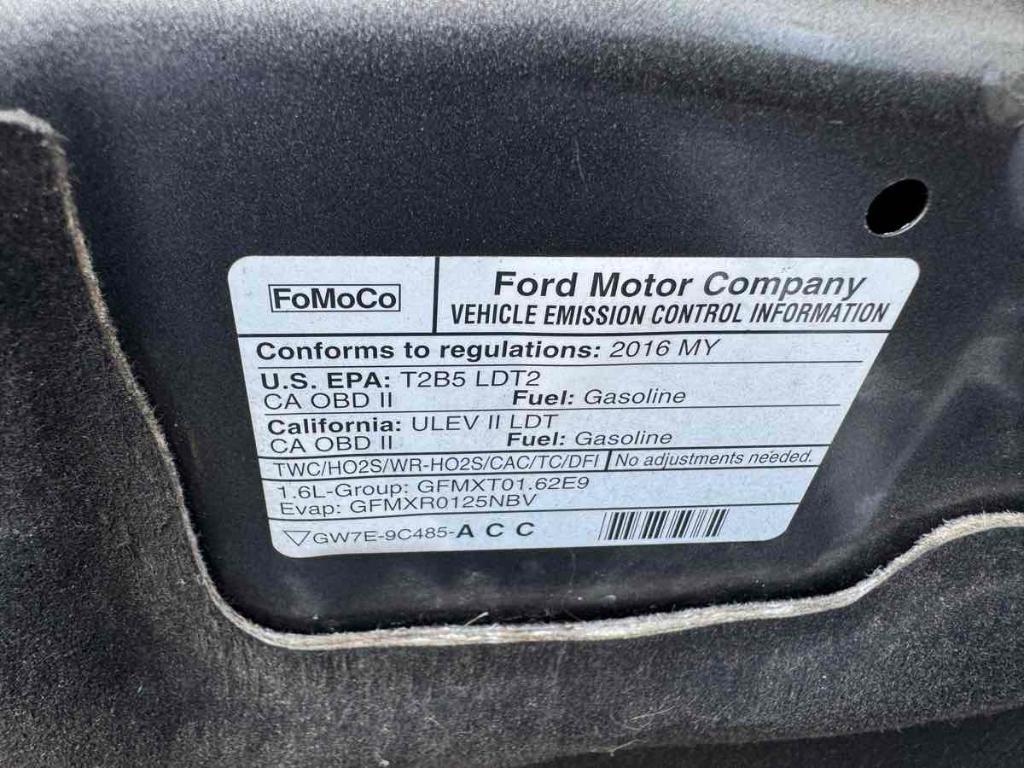 FoMoCo
Ford Motor Company
VEHICLE EMISSION CONTROL INFORMATION
Conforms to regulations: 2016 MY
U.S. EPA: T2B5 LDT2
CA OBD II Fuel: Gasoline
California: ULEV II LDT
CA OBD II Fuel: Gasoline
TWC/HO2S/WR-HO2S/CAC/TC/DFI No adjustments needed.
1.6L-Group: GFMXT01.62E9
Evap: GFMXR0125NBV
GW7E-9C485-A C C